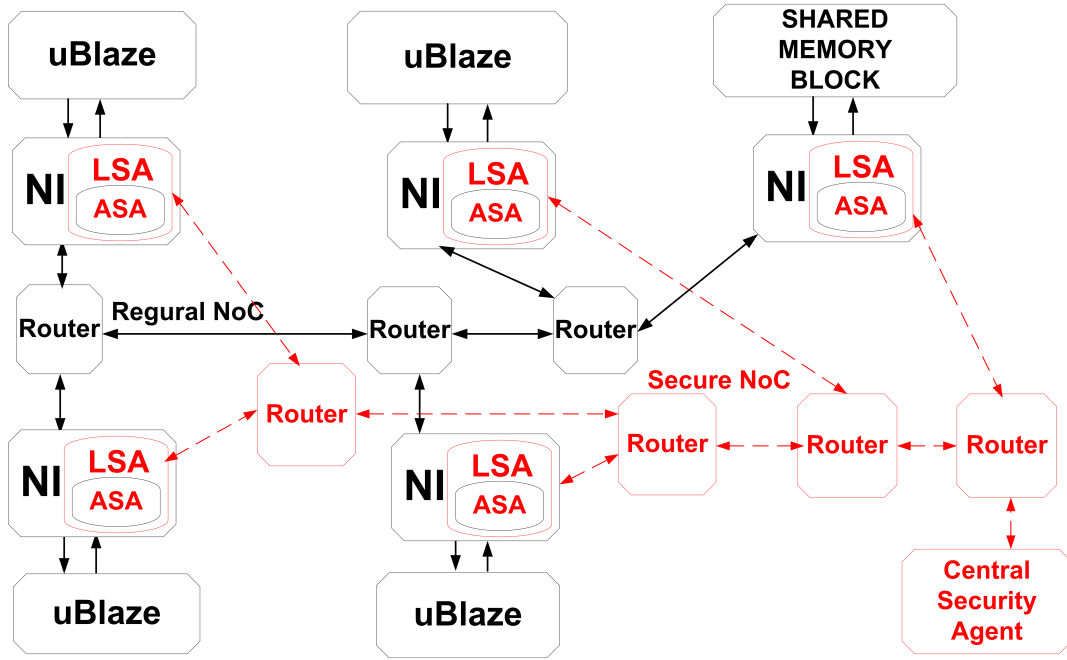 uBlaze
uBlaze
SHARED
MEMORY
BLOCK
NI
LSA
ASA
NI
LSA
ASA
NI
LSA
ASA
Router
Regural NoC
Router
Router
Router
Secure NoC
Router
Router
Router
NI
LSA
ASA
NI
LSA
ASA
uBlaze
uBlaze
Central
Security
Agent